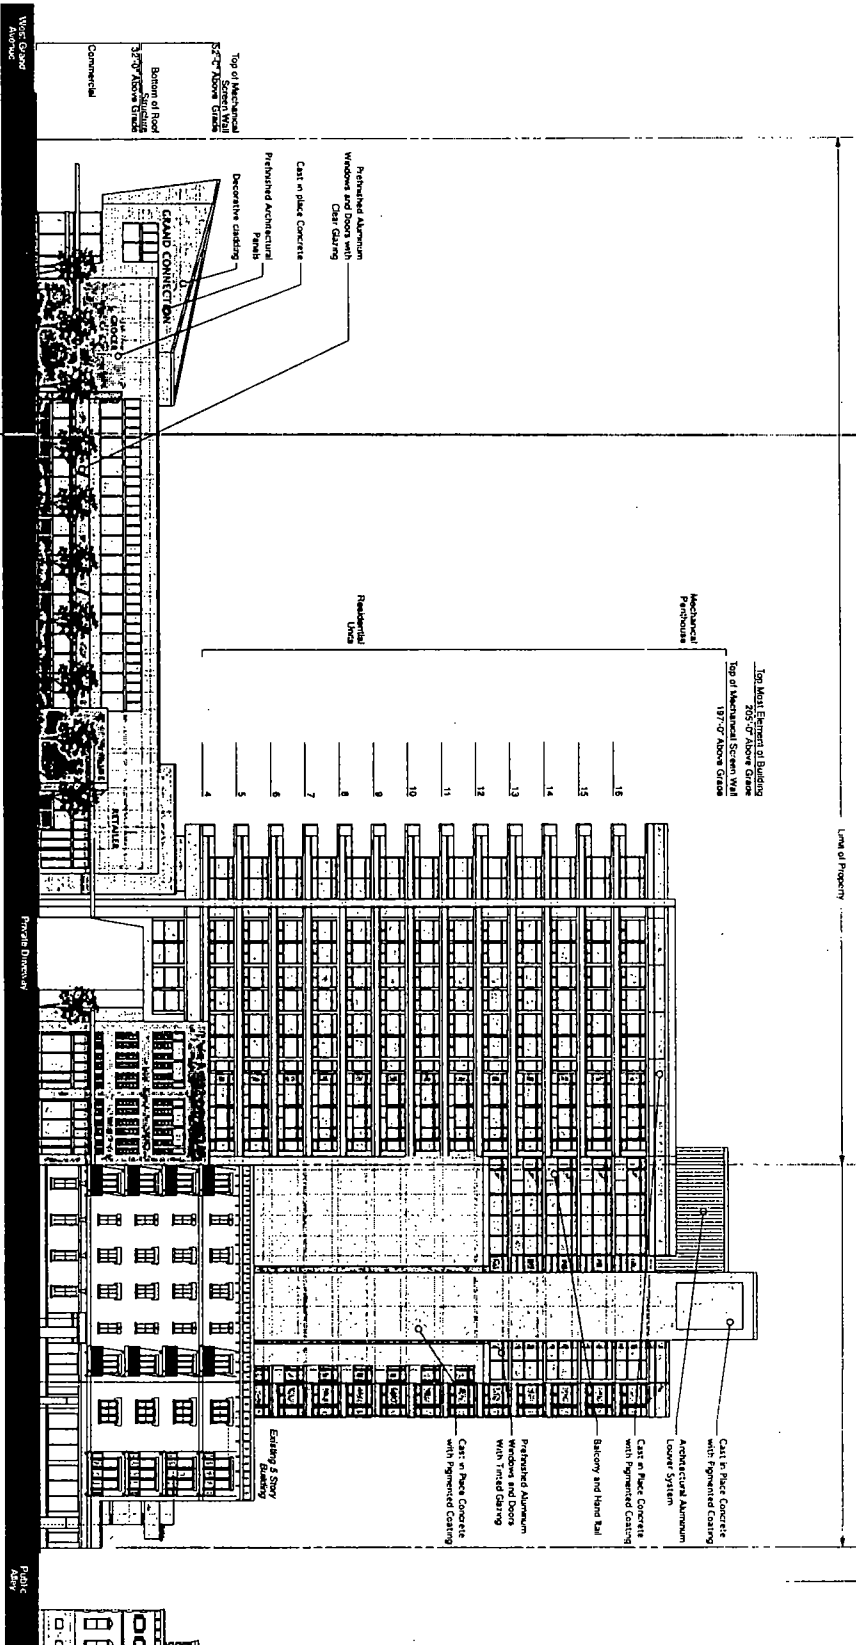 Line of Property
Top Most Element of Building
205'-0" Above Grade
Top of Mechanical Screen Wall
197'-0" Above Grade
Mechanical
Penthouse
Residential
Units
16
15
14
13
12
11
10
9
8
7
6
5
4
Top of Mechanical
Screen Wall
52'-0" Above Grade
Bottom of Roof
Structure
32'-0" Above Grade
Commercial
West Grand
Avenue
Prefinished Aluminum
Windows and Doors with
Clear Glazing
Cast in place Concrete
Prefinished Architectural
Panels
Decorative cladding
GRAND CONNECTION
GROCER
RETAILER
Private Driveway
Cast in Place Concrete
with Pigmented Coating
Architectural Aluminum
Louver System
Cast in Place Concrete
with Pigmented Coating
Balcony and Hand Rail
Prefinished Aluminum
Windows and Doors
With Tinted Glazing
Cast in Place Concrete
with Pigmented Coating
Existing 5 Story
Building
Public
Alley